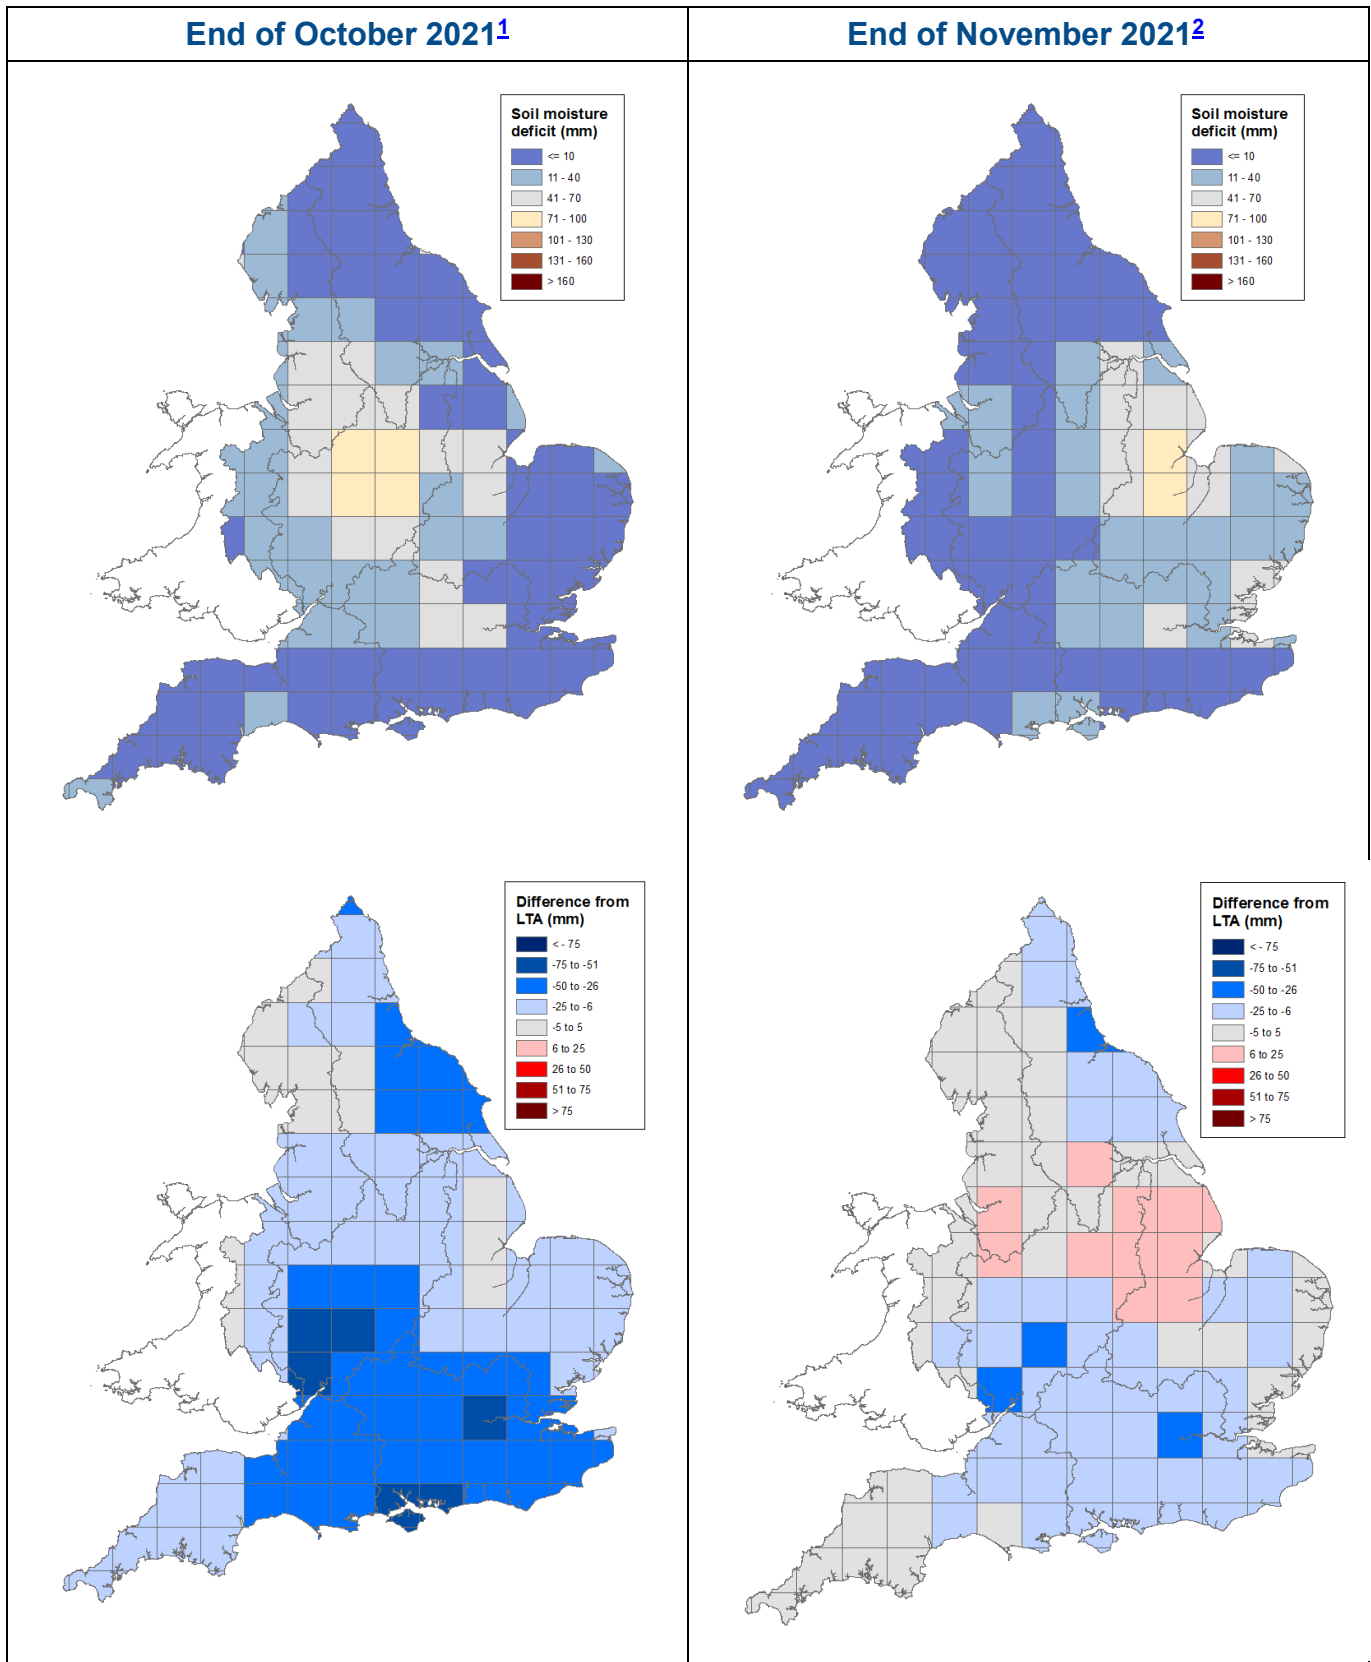 End of October 20211
End of November 20212
Soil moisture
deficit (mm)
<= 10
11 - 40
41 - 70
71 - 100
101 - 130
131 - 160
> 160
Soil moisture
deficit (mm)
<= 10
11 - 40
41 - 70
71 - 100
101 - 130
131 - 160
> 160
Difference from
LTA (mm)
< - 75
-75 to -51
-50 to -26
-25 to -6
-5 to 5
6 to 25
26 to 50
51 to 75
> 75
Difference from
LTA (mm)
< - 75
-75 to -51
-50 to -26
-25 to -6
-5 to 5
6 to 25
26 to 50
51 to 75
> 75